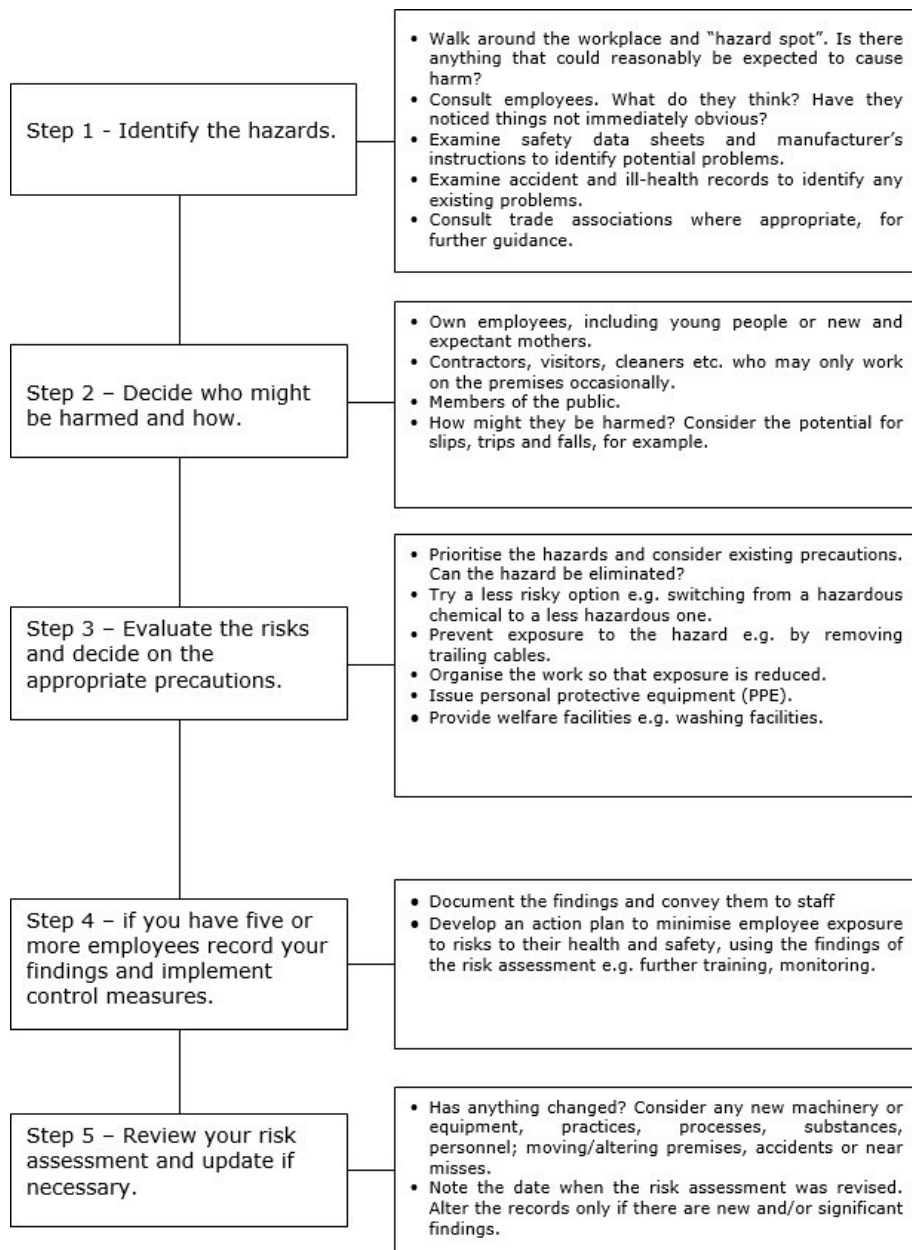 Step 1 - Identify the hazards.
• Walk around the workplace and “hazard spot”. Is there
anything that could reasonably be expected to cause
harm?
• Consult employees. What do they think? Have they
noticed things not immediately obvious?
• Examine safety data sheets and manufacturer’s
instructions to identify potential problems.
• Examine accident and ill-health records to identify any
existing problems.
• Consult trade associations where appropriate, for
further guidance.
Step 2 – Decide who might
be harmed and how.
• Own employees, including young people or new and
expectant mothers.
• Contractors, visitors, cleaners etc. who may only work
on the premises occasionally.
• Members of the public.
• How might they be harmed? Consider the potential for
slips, trips and falls, for example.
Step 3 – Evaluate the risks
and decide on the
appropriate precautions.
• Prioritise the hazards and consider existing precautions.
Can the hazard be eliminated?
• Try a less risky option e.g. switching from a hazardous
chemical to a less hazardous one.
• Prevent exposure to the hazard e.g. by removing
trailing cables.
• Organise the work so that exposure is reduced.
• Issue personal protective equipment (PPE).
• Provide welfare facilities e.g. washing facilities.
Step 4 – if you have five or
more employees record your
findings and implement
control measures.
• Document the findings and convey them to staff
• Develop an action plan to minimise employee exposure
to risks to their health and safety, using the findings of
the risk assessment e.g. further training, monitoring.
Step 5 – Review your risk
assessment and update if
necessary.
• Has anything changed? Consider any new machinery or
equipment, practices, processes, substances,
personnel; moving/altering premises, accidents or near
misses.
• Note the date when the risk assessment was revised.
Alter the records only if there are new and/or significant
findings.